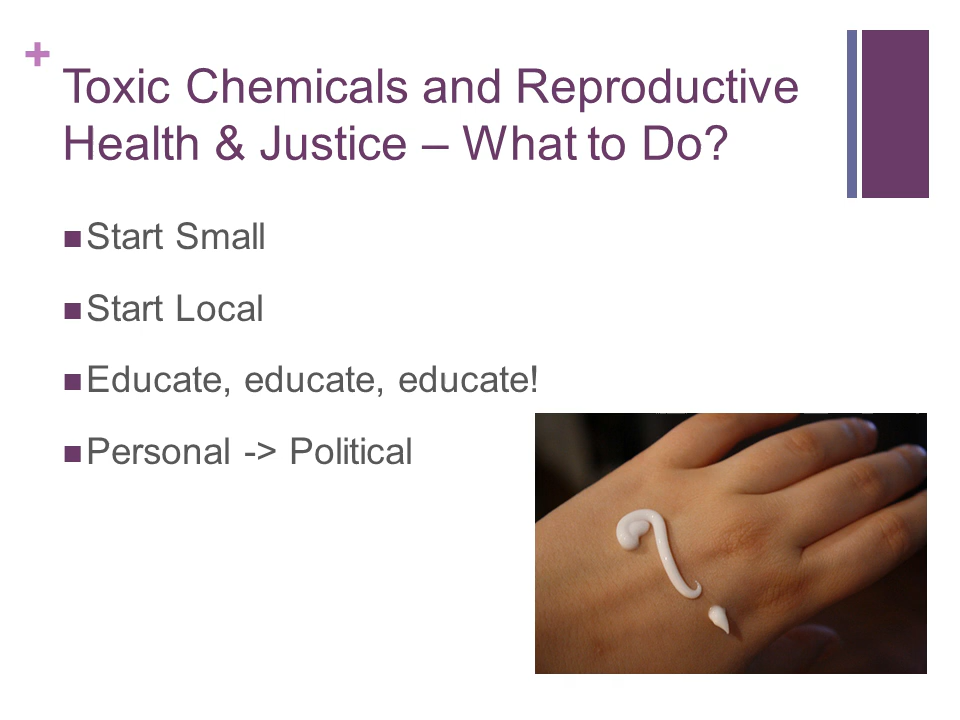 +
Toxic Chemicals and Reproductive
Health & Justice – What to Do?
■ Start Small
■ Start Local
■ Educate, educate, educate!
■ Personal -> Political
?